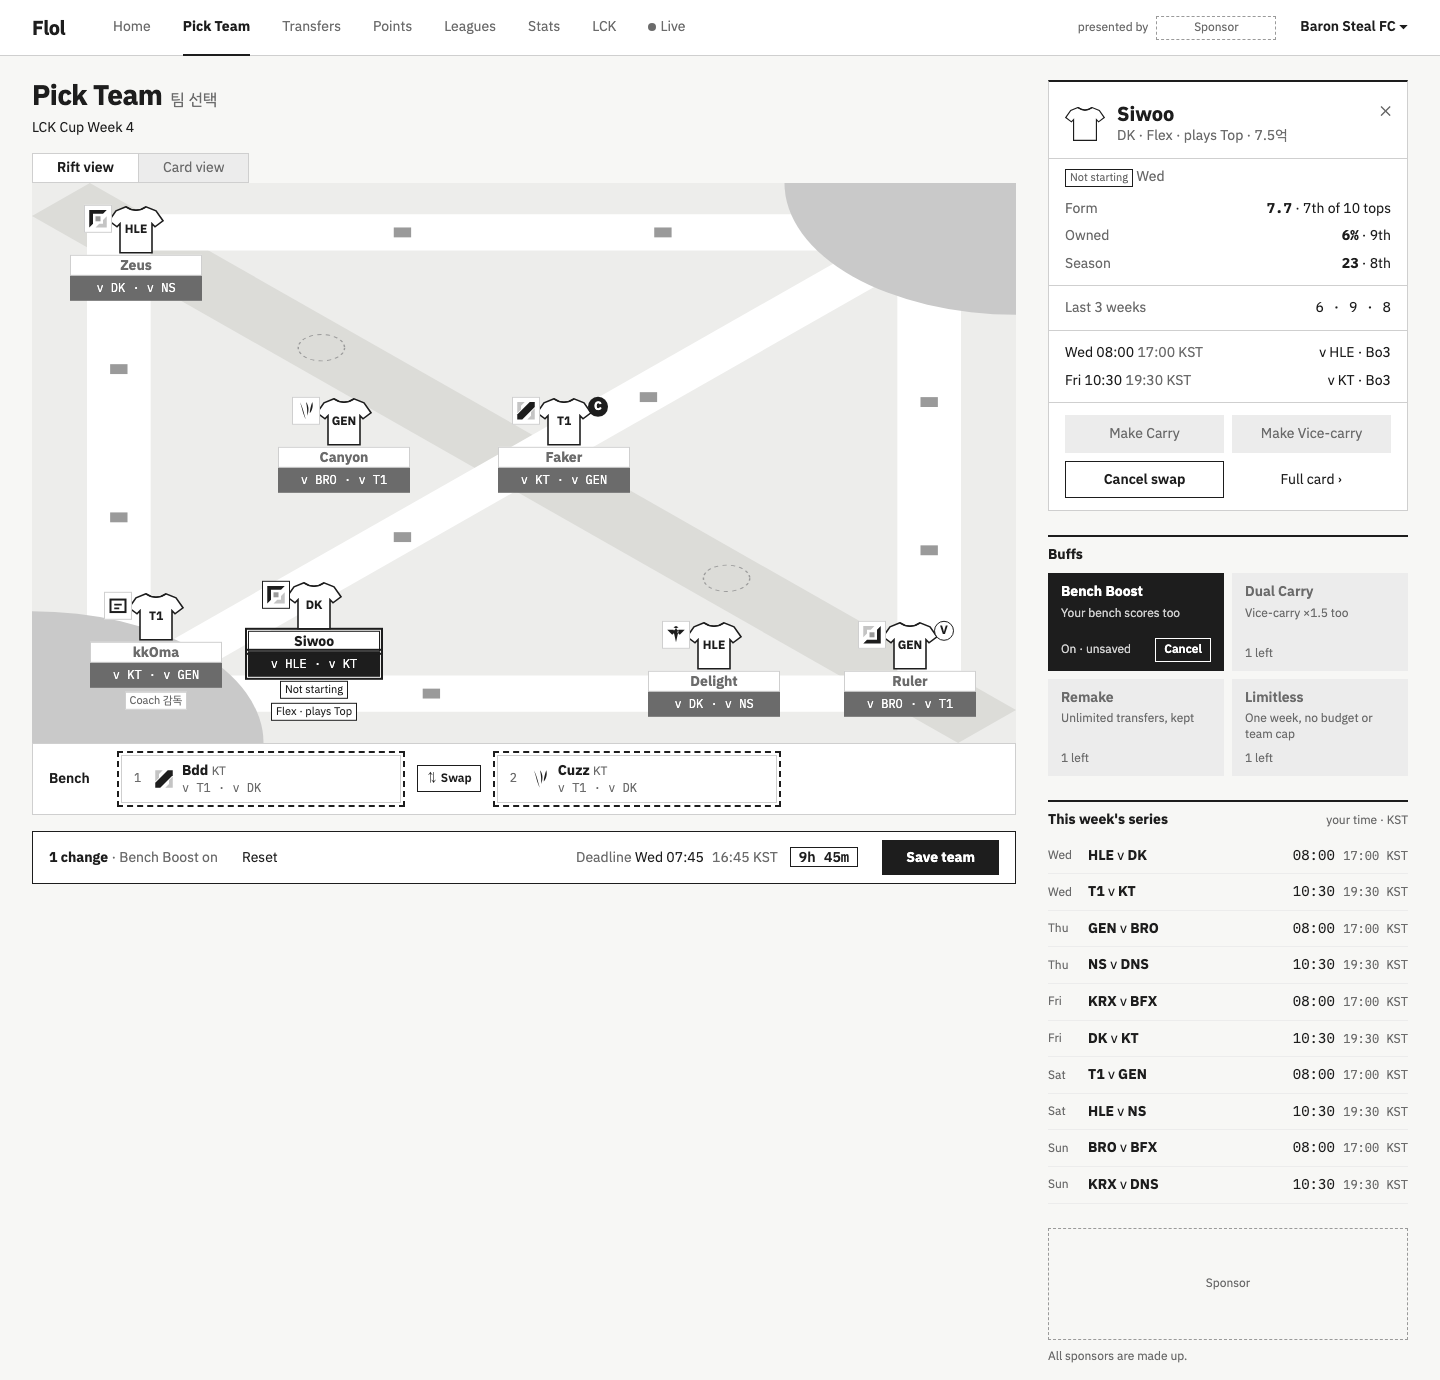 Flol Home Pick Team Transfers Points Leagues Stats LCK Live presented by Sponsor Baron Steal FC
Pick Team 팀 선택
LCK Cup Week 4
Rift view Card view
HLE
Zeus
v DK · v NS
GEN
Canyon
v BRO · v T1
T1 C
Faker
v KT · v GEN
T1
kkOma
v KT · v GEN
Coach 감독
DK
Siwoo
v HLE · v KT
Not starting
Flex · plays Top
HLE
Delight
v DK · v NS
GEN V
Ruler
v BRO · v T1
Bench
1 Bdd KT
v T1 · v DK
⇅ Swap
2 Cuzz KT
v T1 · v DK
1 change · Bench Boost on Reset Deadline Wed 07:45 16:45 KST 9h 45m Save team
Siwoo ×
DK · Flex · plays Top · 7.5억
Not starting Wed
Form 7.7 · 7th of 10 tops
Owned 6% · 9th
Season 23 · 8th
Last 3 weeks 6 · 9 · 8
Wed 08:00 17:00 KST v HLE · Bo3
Fri 10:30 19:30 KST v KT · Bo3
Make Carry Make Vice-carry
Cancel swap Full card ›
Buffs
Bench Boost
Your bench scores too
On · unsaved Cancel
Dual Carry
Vice-carry ×1.5 too
1 left
Remake
Unlimited transfers, kept
1 left
Limitless
One week, no budget or
team cap
1 left
This week's series your time · KST
Wed HLE v DK 08:00 17:00 KST
Wed T1 v KT 10:30 19:30 KST
Thu GEN v BRO 08:00 17:00 KST
Thu NS v DNS 10:30 19:30 KST
Fri KRX v BFX 08:00 17:00 KST
Fri DK v KT 10:30 19:30 KST
Sat T1 v GEN 08:00 17:00 KST
Sat HLE v NS 10:30 19:30 KST
Sun BRO v BFX 08:00 17:00 KST
Sun KRX v DNS 10:30 19:30 KST
Sponsor
All sponsors are made up.